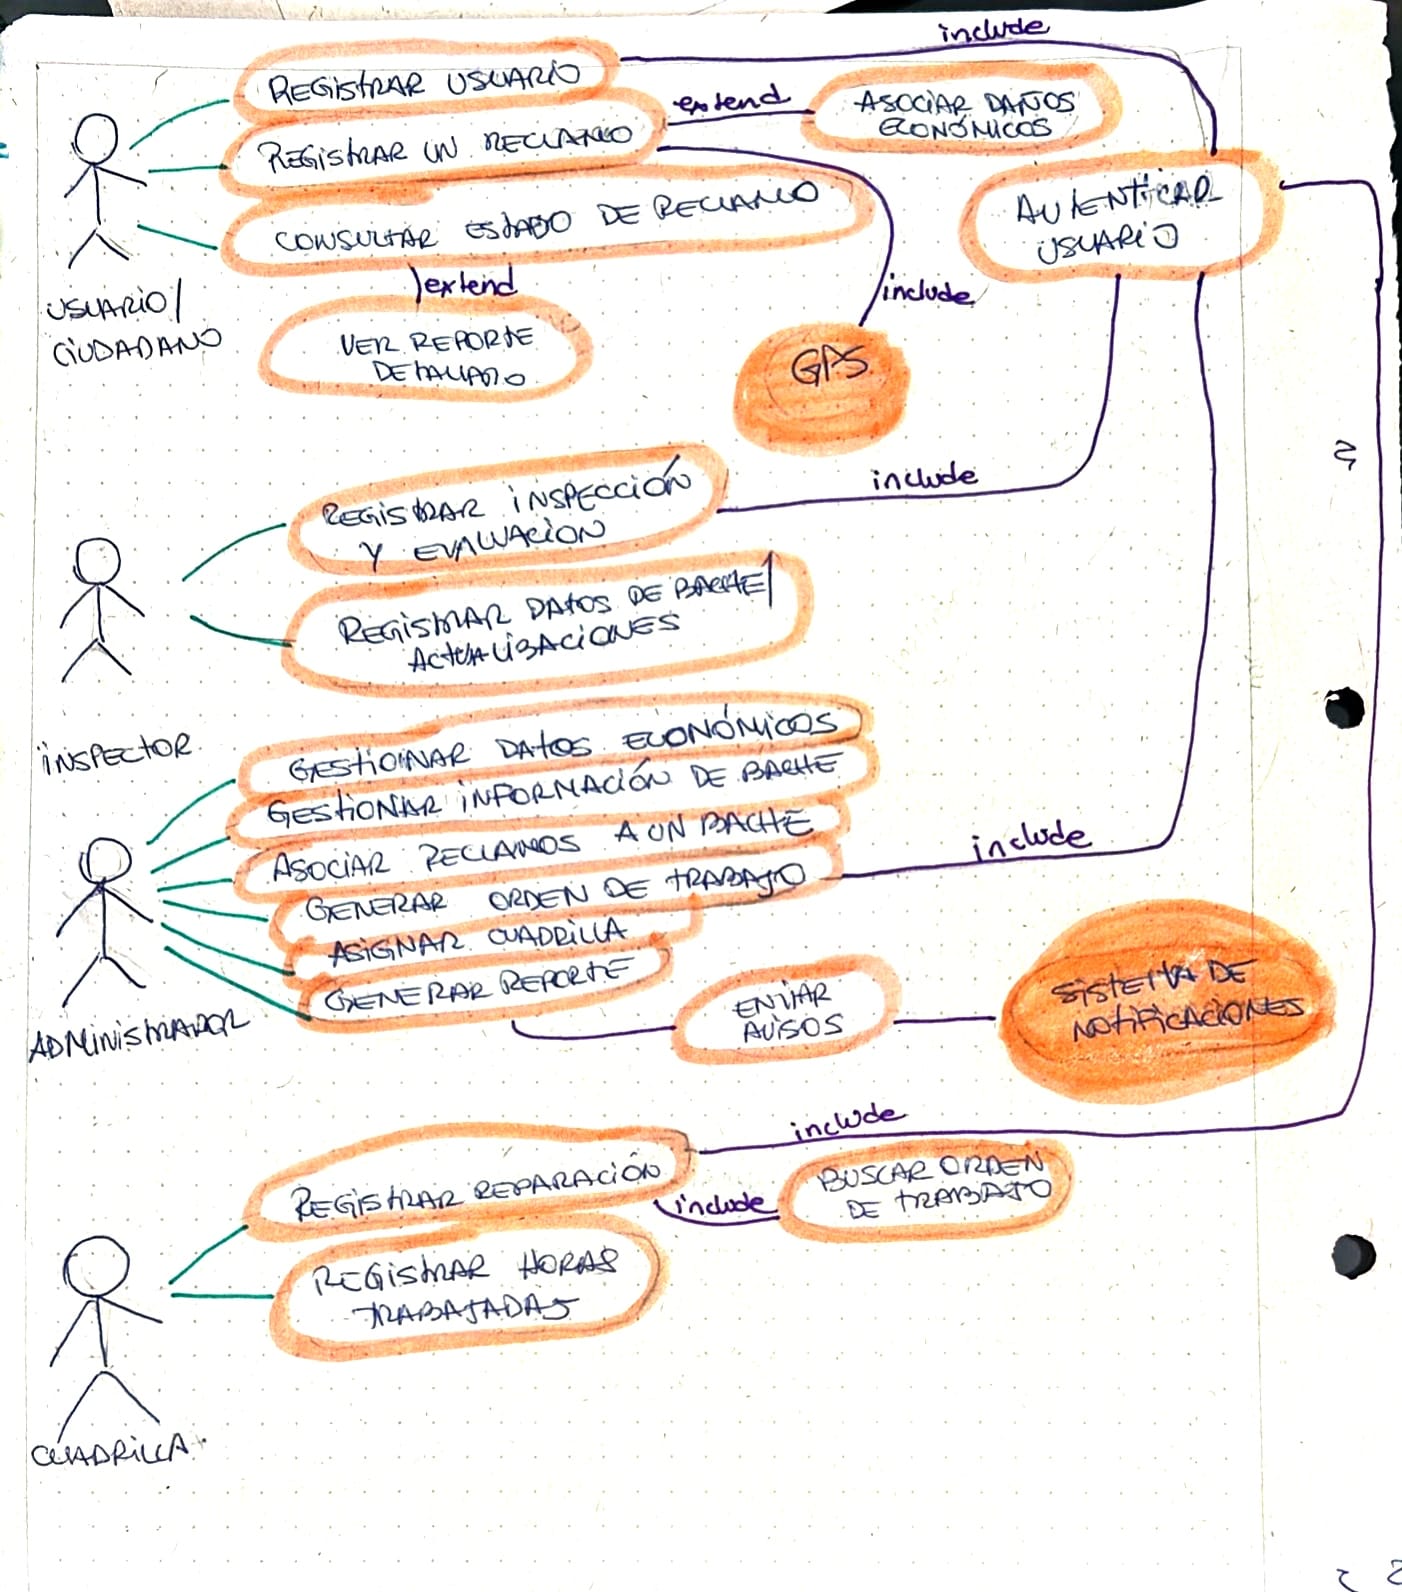 include
REGISTRAR USUARIO
extend
ASOCIAR DAÑOS
ECONÓMICOS
REGISTRAR UN RECLAMO
AUTENTICAR
USUARIO
CONSULTAR ESTADO DE RECLAMO
extend
include
USUARIO/
CIUDADANO
VER REPORTE
DETALLADO
GPS
include
REGISTRAR INSPECCIÓN
Y EVALUACIÓN
REGISTRAR DATOS DE BACHE/
ACTUALIZACIONES
INSPECTOR
GESTIOINAR DATOS ECONÓMICOS
GESTIONAR INFORMACIÓN DE BACHE
ASOCIAR RECLAMOS A UN BACHE
include
GENERAR ORDEN DE TRABAJO
ASIGNAR CUADRILLA
GENERAR REPORTE
ENVIAR
AVISOS
SISTEMA DE
NOTIFICACIONES
ADMINISTRADOR
include
REGISTRAR REPARACIÓN
include
BUSCAR ORDEN
DE TRABAJO
REGISTRAR HORAS
TRABAJADAS
CUADRILLA.